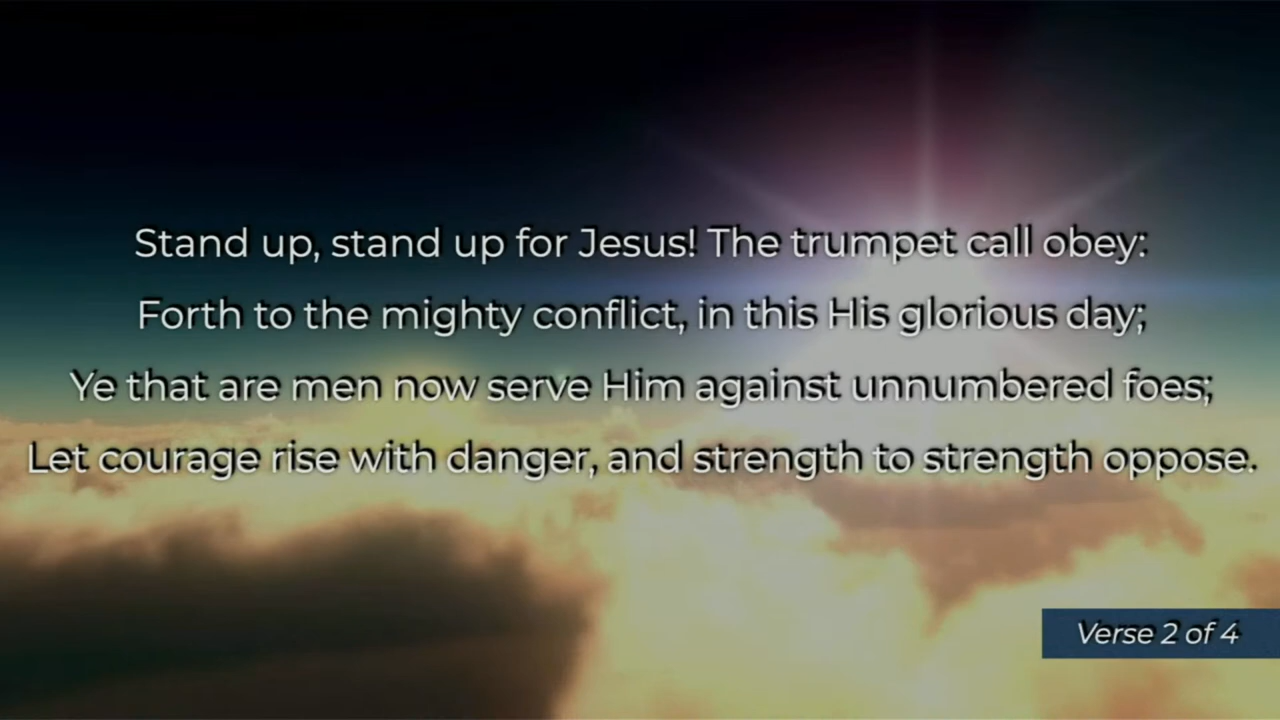 Stand up, stand up for Jesus! The trumpet call obey:
Forth to the mighty conflict, in this His glorious day;
Ye that are men now serve Him against unnumbered foes;
Let courage rise with danger, and strength to strength oppose.
Verse 2 of 4